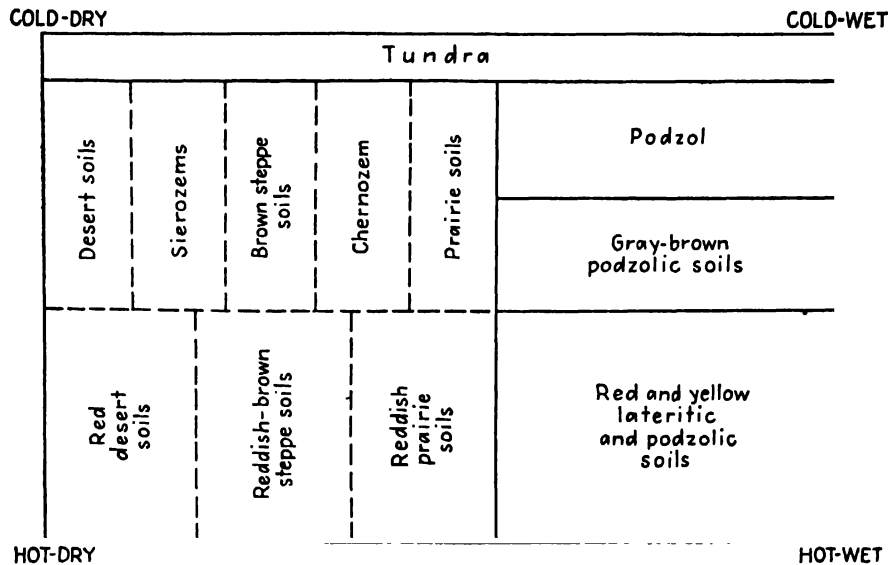 COLD-DRY
COLD-WET
Tundra
Desert soils
Sierozems
Brown steppe
soils
Chernozem
Prairie soils
Podzol
Gray-brown
podzolic soils
Red
desert
soils
Reddish-brown
steppe soils
Reddish
prairie
soils
Red and yellow
lateritic
and podzolic
soils
HOT-DRY
HOT-WET